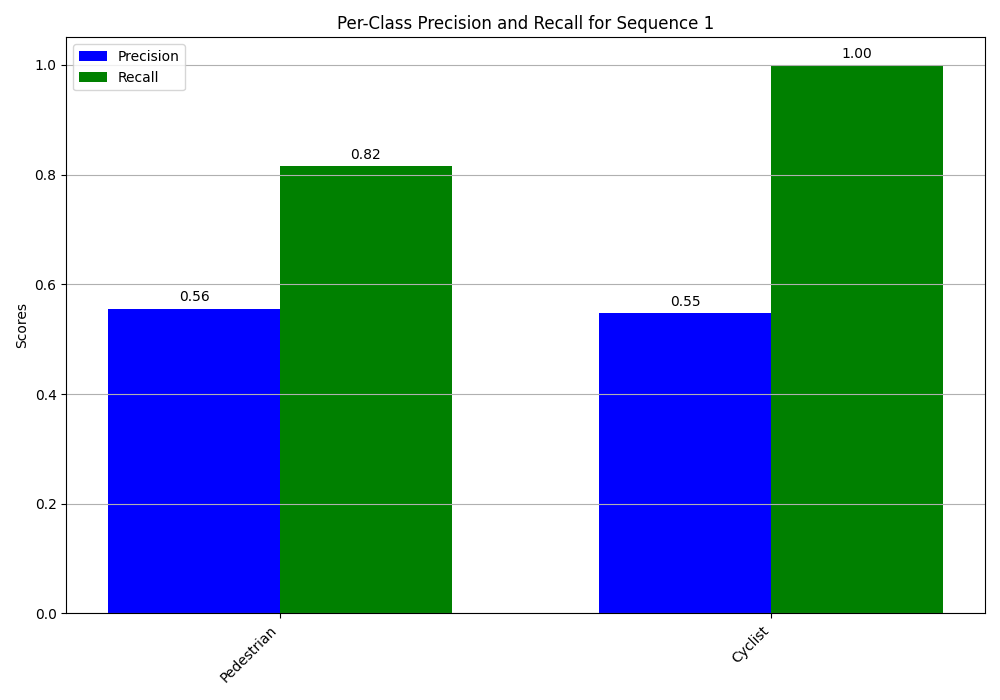 Per-Class Precision and Recall for Sequence 1
Precision
Recall
1.00
0.82
0.56
0.55
Scores
1.0
0.8
0.6
0.4
0.2
0.0
Pedestrian
Cyclist